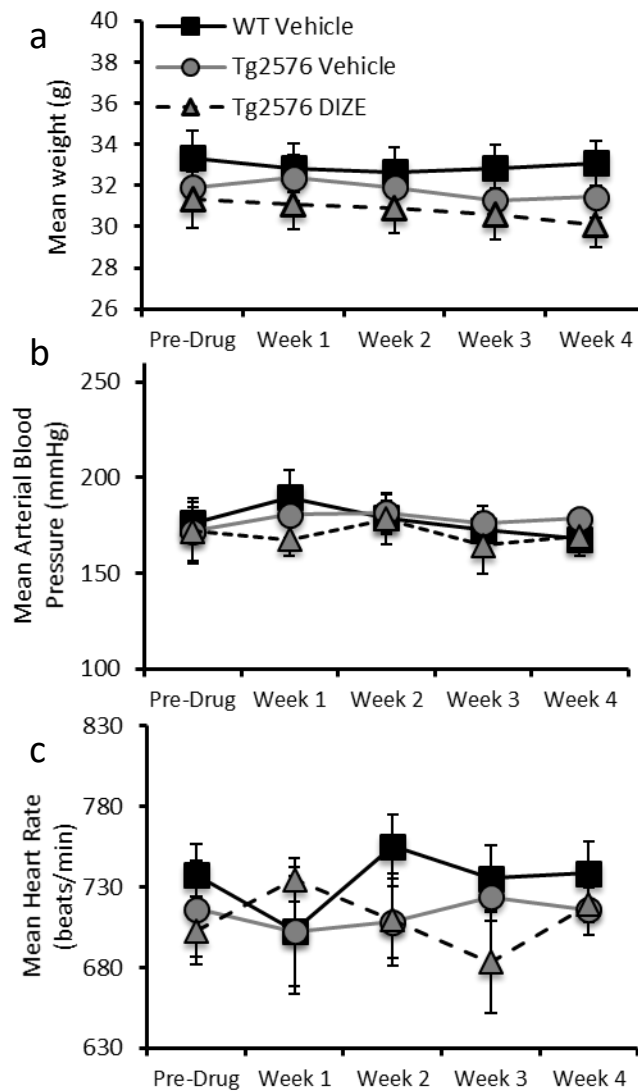 a
WT Vehicle
Tg2576 Vehicle
Tg2576 DIZE
Mean weight (g)
40
38
36
34
32
30
28
26
Pre-Drug Week 1 Week 2 Week 3 Week 4
b
Mean Arterial Blood
Pressure (mmHg)
250
200
150
100
Pre-Drug Week 1 Week 2 Week 3 Week 4
c
Mean Heart Rate
(beats/min)
830
780
730
680
630
Pre-Drug Week 1 Week 2 Week 3 Week 4